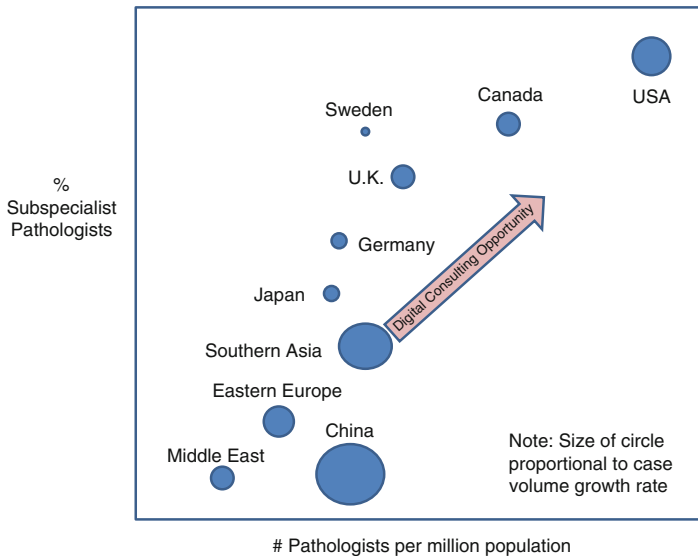 USA
Canada
Sweden
U.K.
%
Subspecialist
Pathologists
Digital Consulting Opportunity
Germany
Japan
Southern Asia
Eastern Europe
China
Middle East
Note: Size of circle
proportional to case
volume growth rate
# Pathologists per million population